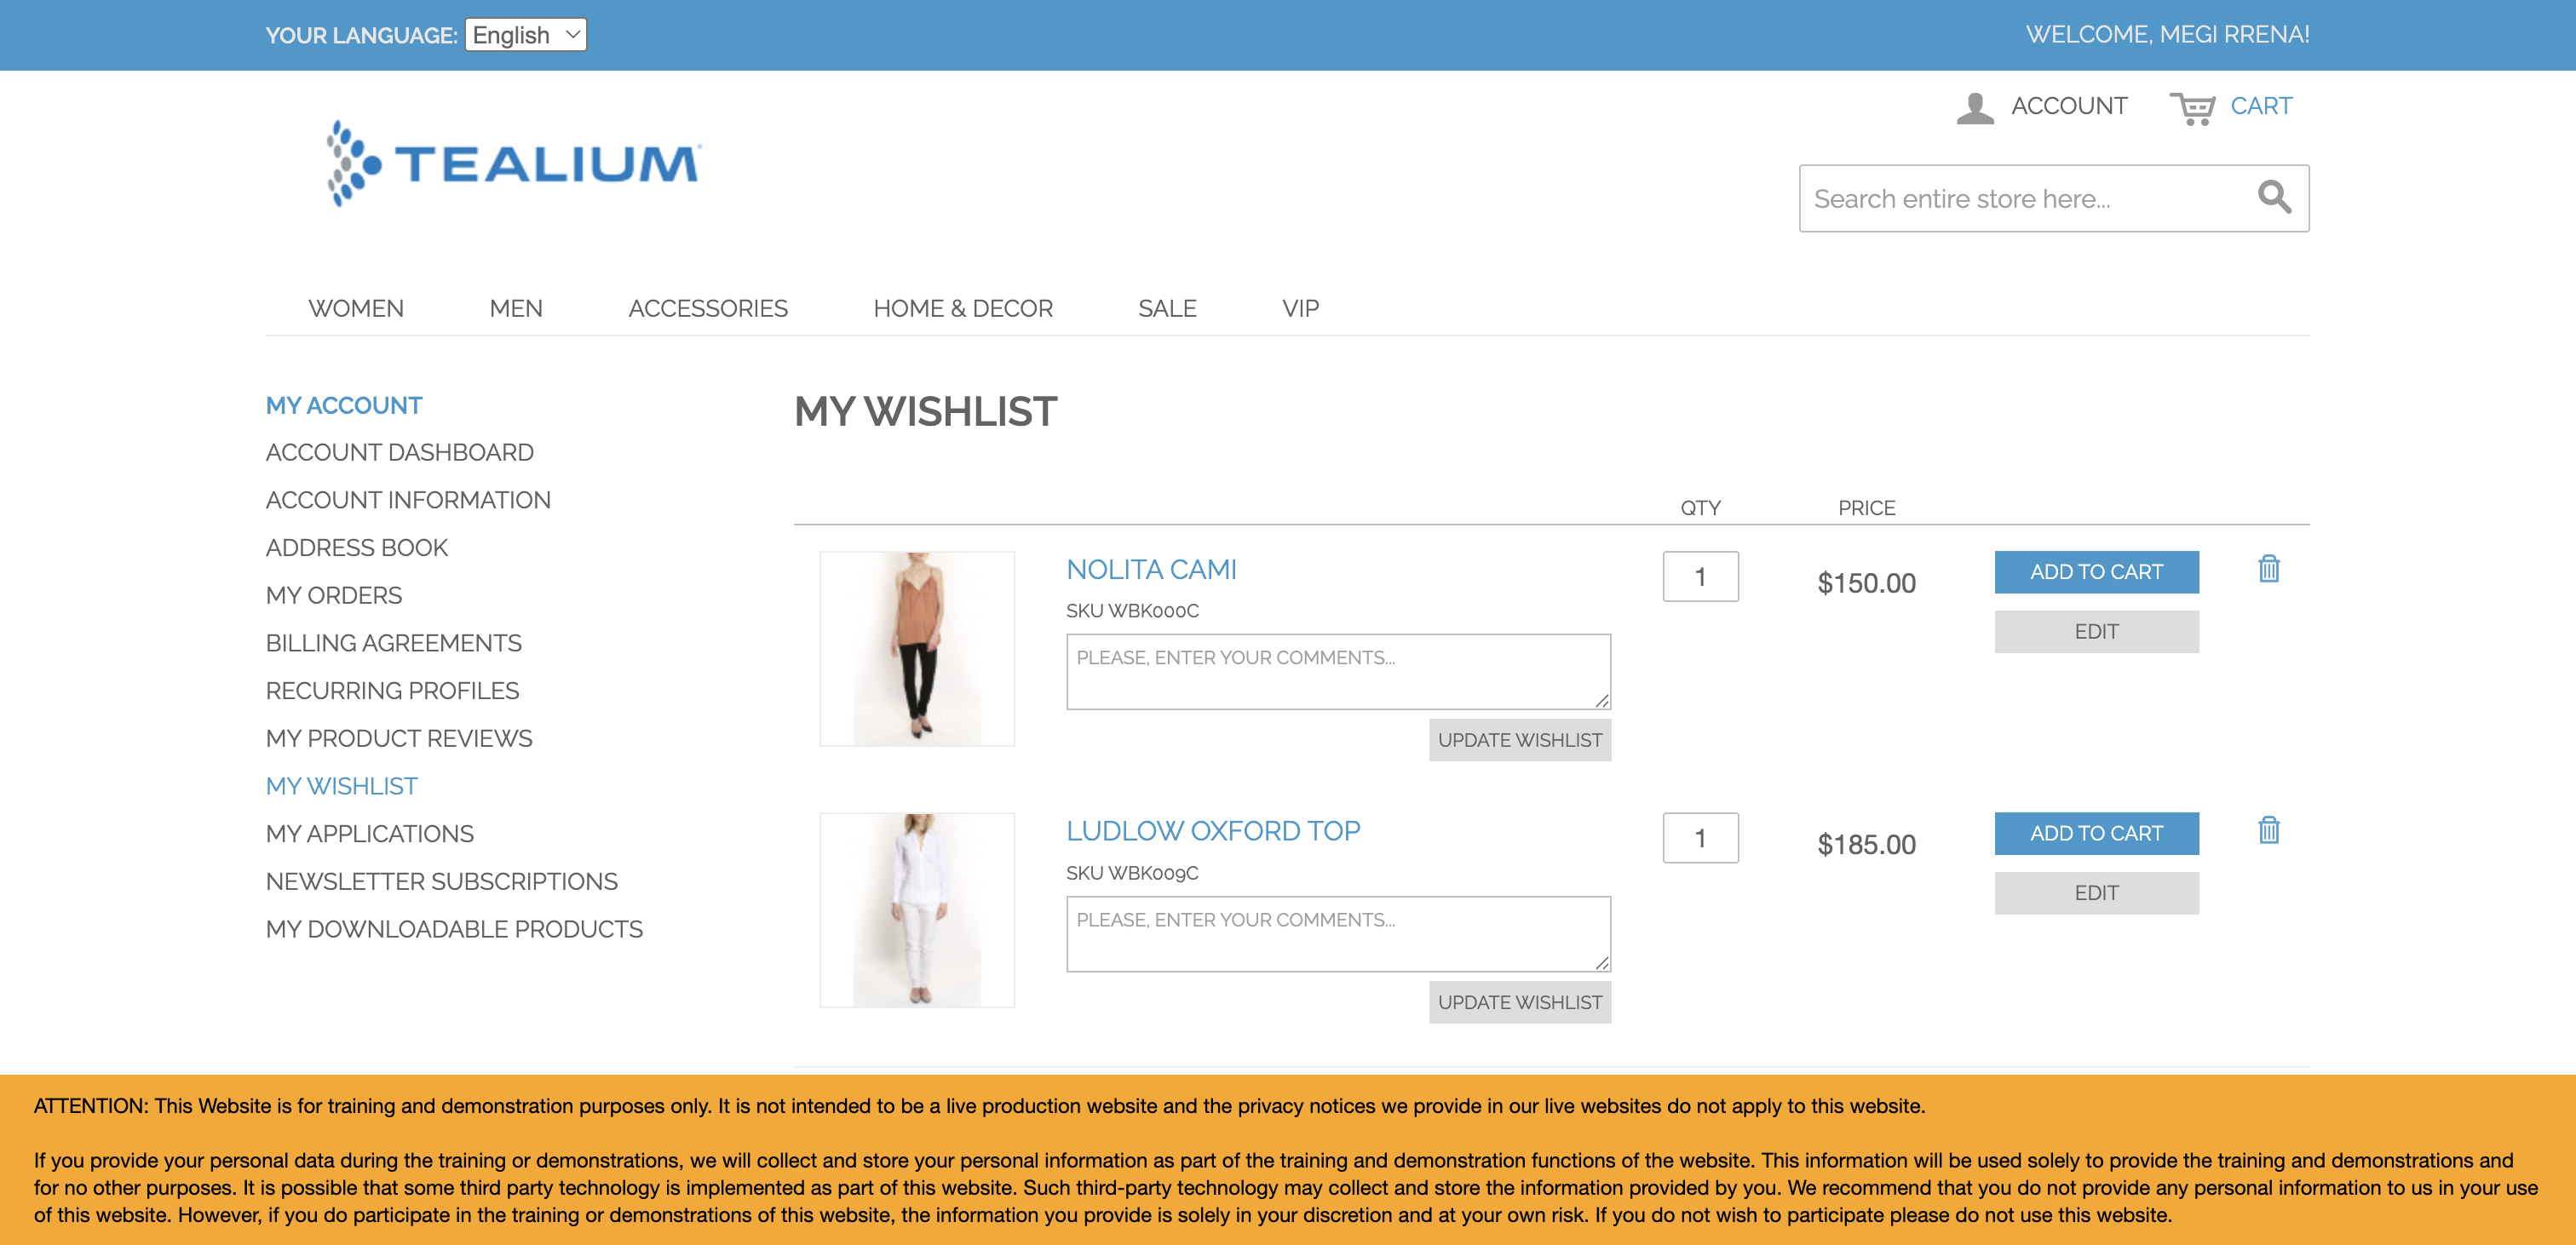 YOUR LANGUAGE: English
WELCOME, MEGI RRENA!
ACCOUNT
CART
TEALIUM
Search entire store here...
WOMEN
MEN
ACCESSORIES
HOME & DECOR
SALE
VIP
MY ACCOUNT
ACCOUNT DASHBOARD
ACCOUNT INFORMATION
ADDRESS BOOK
MY ORDERS
BILLING AGREEMENTS
RECURRING PROFILES
MY PRODUCT REVIEWS
MY WISHLIST
MY APPLICATIONS
NEWSLETTER SUBSCRIPTIONS
MY DOWNLOADABLE PRODUCTS
MY WISHLIST
QTY
PRICE
NOLITA CAMI
SKU WBK000C
PLEASE, ENTER YOUR COMMENTS...
UPDATE WISHLIST
1
$150.00
ADD TO CART
EDIT
LUDLOW OXFORD TOP
SKU WBK009C
PLEASE, ENTER YOUR COMMENTS...
UPDATE WISHLIST
1
$185.00
ADD TO CART
EDIT
ATTENTION: This Website is for training and demonstration purposes only. It is not intended to be a live production website and the privacy notices we provide in our live websites do not apply to this website.
If you provide your personal data during the training or demonstrations, we will collect and store your personal information as part of the training and demonstration functions of the website. This information will be used solely to provide the training and demonstrations and
for no other purposes. It is possible that some third party technology is implemented as part of this website. Such third-party technology may collect and store the information provided by you. We recommend that you do not provide any personal information to us in your use
of this website. However, if you do participate in the training or demonstrations of this website, the information you provide is solely in your discretion and at your own risk. If you do not wish to participate please do not use this website.